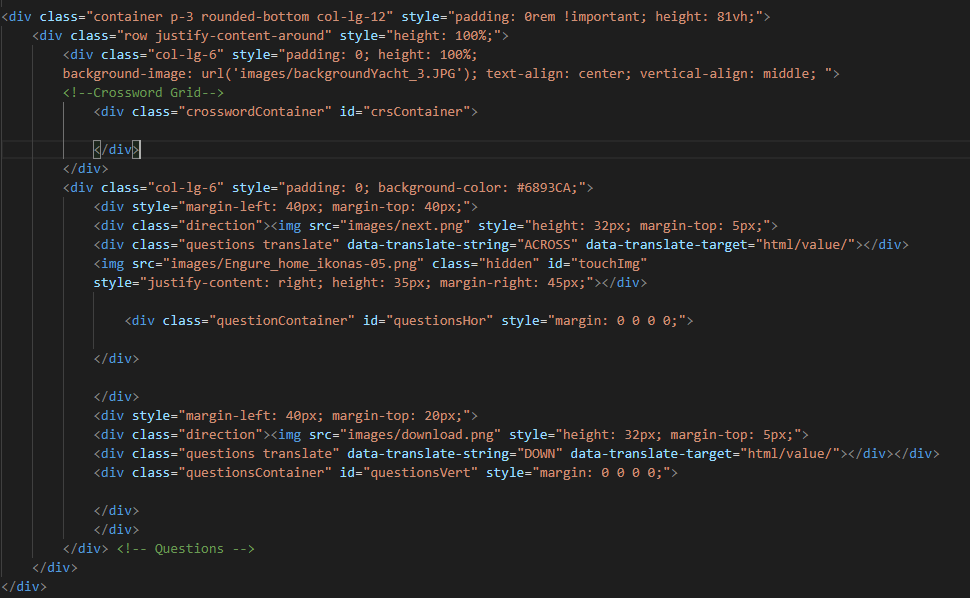 <div class="container p-3 rounded-bottom col-lg-12" style="padding: 0rem !important; height: 81vh;">
<div class="row justify-content-around" style="height: 100%;">
<div class="col-lg-6" style="padding: 0; height: 100%;
background-image: url('images/backgroundYacht_3.JPG'); text-align: center; vertical-align: middle; ">
<!--Crossword Grid-->
<div class="crosswordContainer" id="crsContainer">
</div>
</div>
<div class="col-lg-6" style="padding: 0; background-color: #6893CA;">
<div style="margin-left: 40px; margin-top: 40px;">
<div class="direction"><img src="images/next.png" style="height: 32px; margin-top: 5px;">
<div class="questions translate" data-translate-string="ACROSS" data-translate-target="html/value/"></div>
<img src="images/Engure_home_ikonas-05.png" class="hidden" id="touchImg"
style="justify-content: right; height: 35px; margin-right: 45px;"></div>
<div class="questionContainer" id="questionsHor" style="margin: 0 0 0 0;">
</div>
</div>
<div style="margin-left: 40px; margin-top: 20px;">
<div class="direction"><img src="images/download.png" style="height: 32px; margin-top: 5px;">
<div class="questions translate" data-translate-string="DOWN" data-translate-target="html/value/"></div></div>
<div class="questionsContainer" id="questionsVert" style="margin: 0 0 0 0;">
</div>
</div>
</div> <!-- Questions -->
</div>
</div>